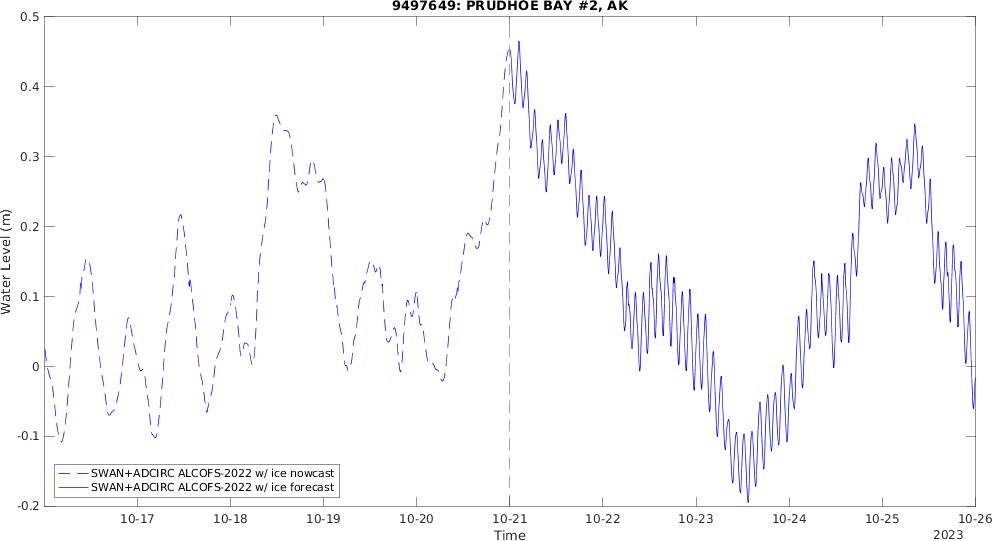 9497649: PRUDHOE BAY #2, AK
0.5
0.4
0.3
0.2
0.1
0
-0.1
-0.2
Water Level (m)
SWAN+ADCIRC ALCOFS-2022 w/ ice nowcast
SWAN+ADCIRC ALCOFS-2022 w/ ice forecast
10-17 10-18 10-19 10-20 10-21 10-22 10-23 10-24 10-25 10-26
Time
2023